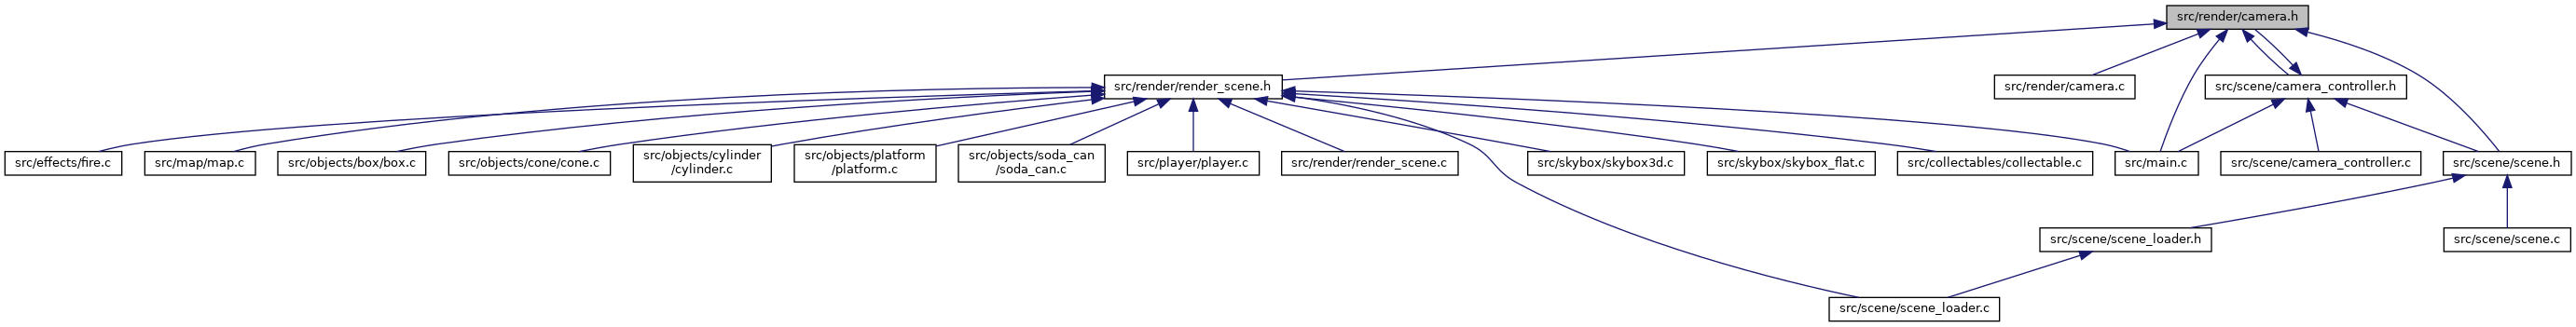 src/render/camera.h
src/render/render_scene.h
src/render/camera.c
src/scene/camera_controller.h
src/effects/fire.c
src/map/map.c
src/objects/box/box.c
src/objects/cone/cone.c
src/objects/cylinder
/cylinder.c
src/objects/platform
/platform.c
src/objects/soda_can
/soda_can.c
src/player/player.c
src/render/render_scene.c
src/skybox/skybox3d.c
src/skybox/skybox_flat.c
src/collectables/collectable.c
src/main.c
src/scene/camera_controller.c
src/scene/scene.h
src/scene/scene_loader.h
src/scene/scene.c
src/scene/scene_loader.c